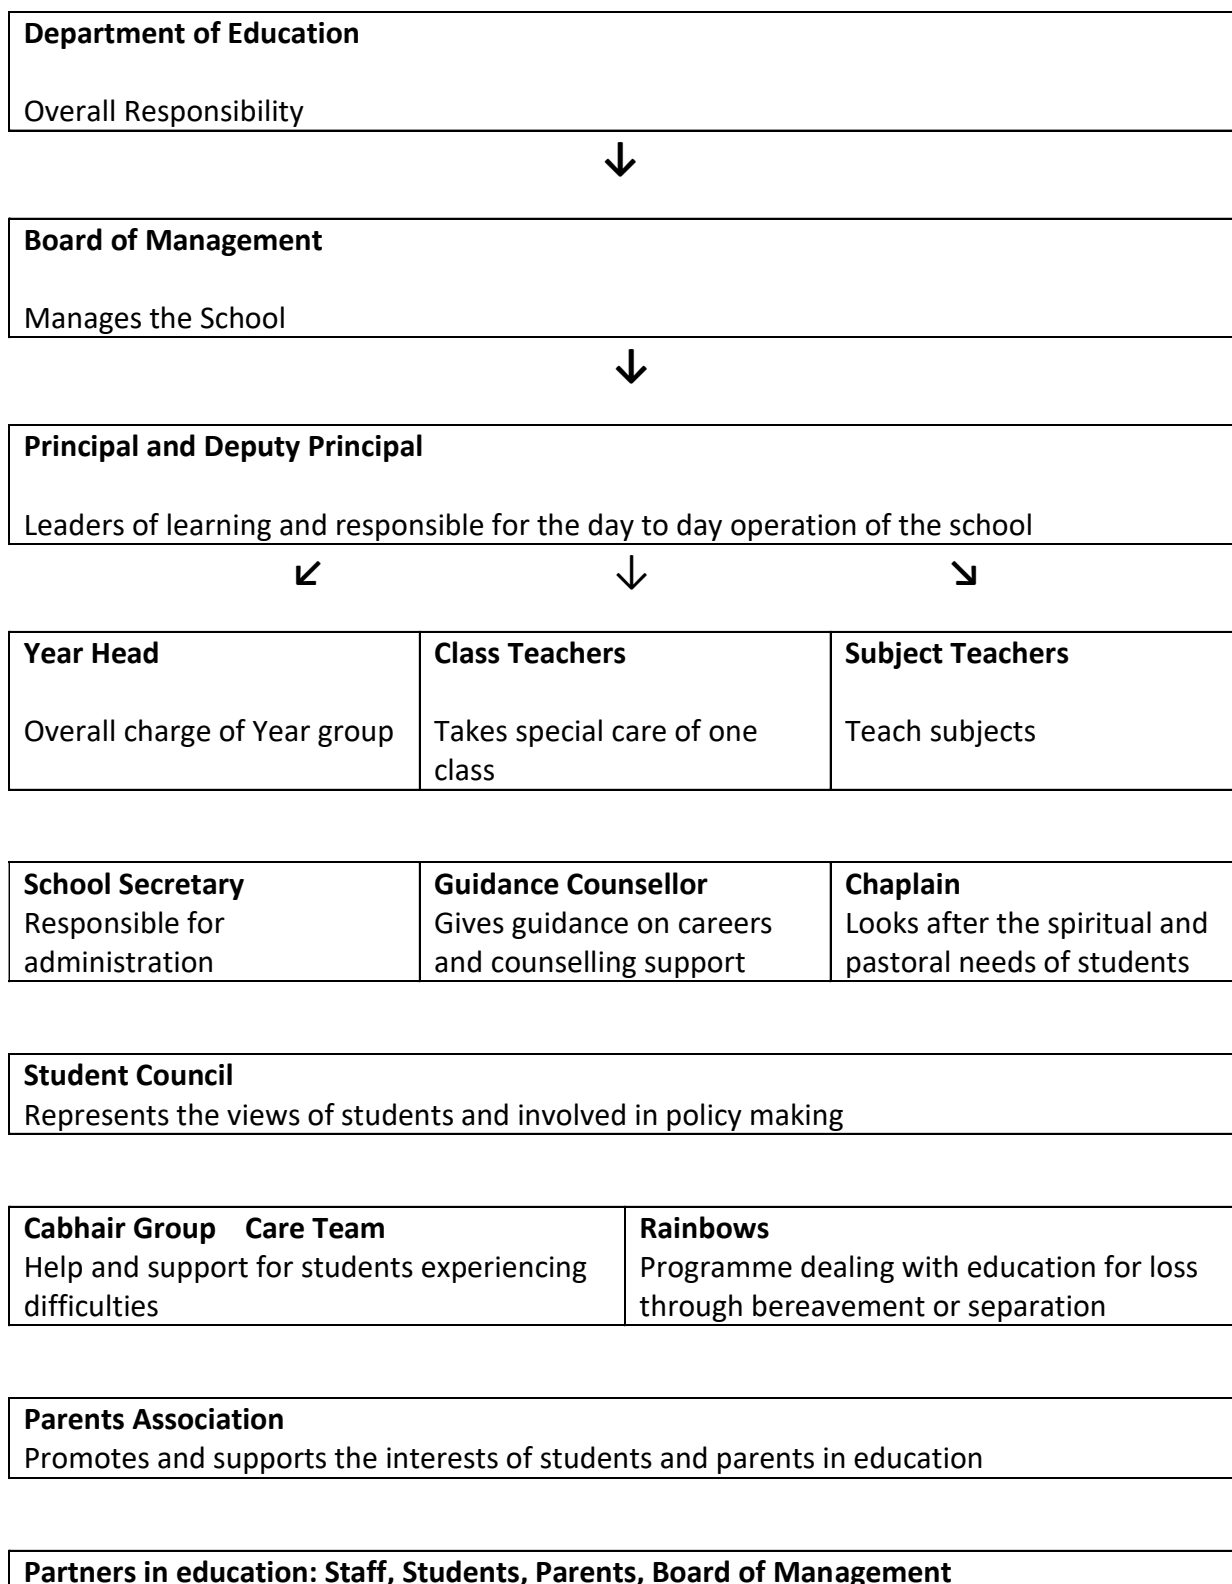 Department of Education
Overall Responsibility
↓
Board of Management
Manages the School
↓
Principal and Deputy Principal
Leaders of learning and responsible for the day to day operation of the school
↙ ↓ ↘
Year Head
Overall charge of Year group
Class Teachers
Takes special care of one
class
Subject Teachers
Teach subjects
School Secretary
Responsible for
administration
Guidance Counsellor
Gives guidance on careers
and counselling support
Chaplain
Looks after the spiritual and
pastoral needs of students
Student Council
Represents the views of students and involved in policy making
Cabhair Group Care Team
Help and support for students experiencing
difficulties
Rainbows
Programme dealing with education for loss
through bereavement or separation
Parents Association
Promotes and supports the interests of students and parents in education
Partners in education: Staff, Students, Parents, Board of Management